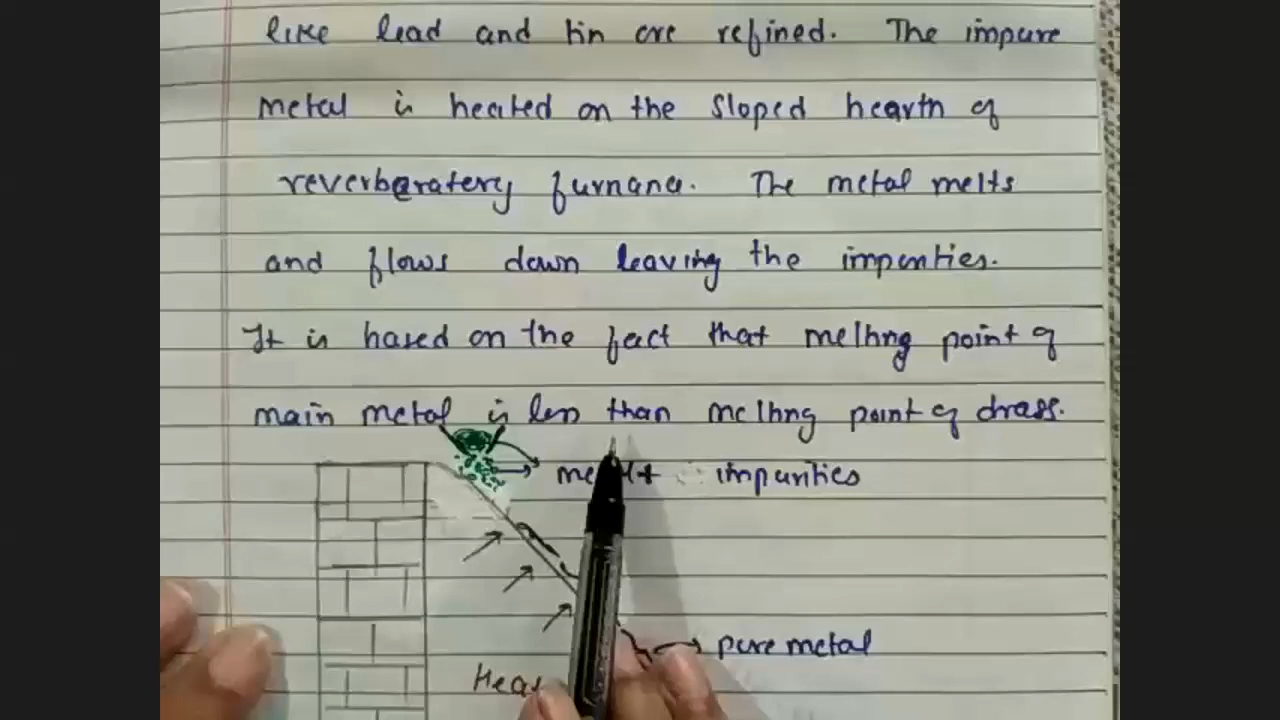 like lead and tin are refined. The impure
metal is heated on the sloped hearth of
reverberatery furnance. The metal melts
and flows down leaving the impurities.
It is based on the fact that melting point of
main metal is less than melting point of drass.
impurities
pure metal